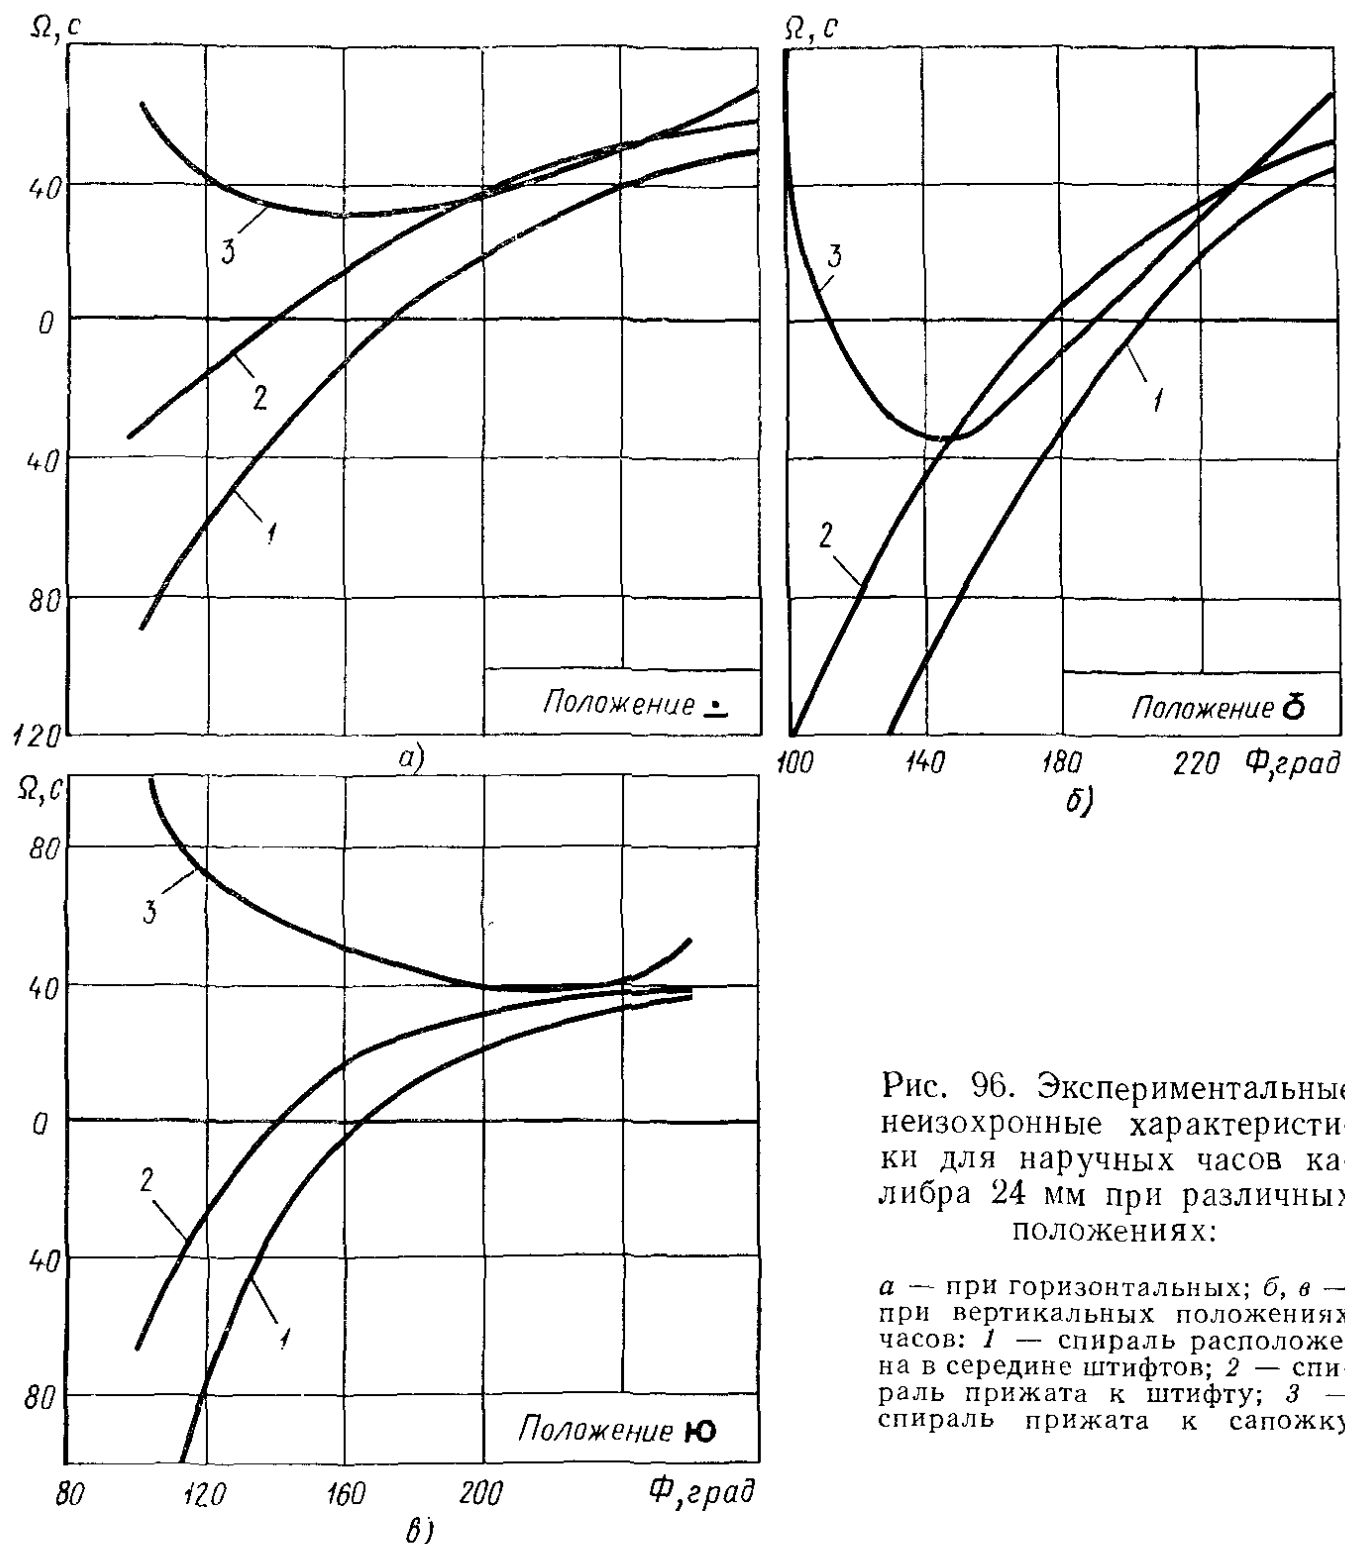 Ω, с
40
0
40
80
120
3
2
1
Положение
а)
Ω, с
3
2
1
Положение
100 140 180 220 Ф,град
б)
Ω, с
80
40
0
40
80
3
2
1
Положение
80 120 160 200 Ф,град
в)
Рис. 96. Экспериментальные
неизохронные характеристи-
ки для наручных часов ка-
либра 24 мм при различных
положениях:
а — при горизонтальных; б, в —
при вертикальных положениях
часов: 1 — спираль расположе-
на в середине штифтов; 2 — спи-
раль прижата к штифту; 3 —
спираль прижата к сапожку